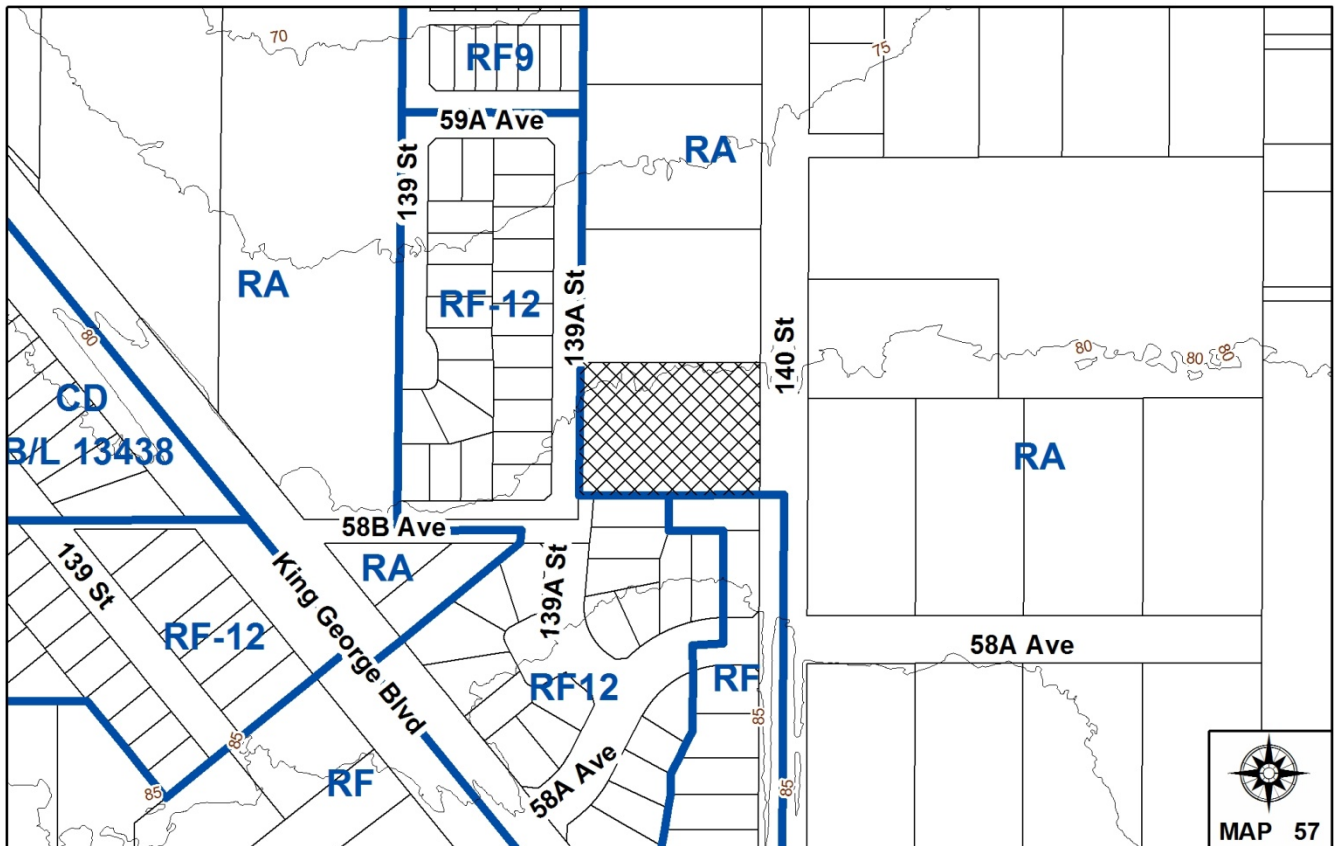 70
RF9
75
59A Ave
RA
139 St
RA
RF-12
139A St
80
140 St
80
80
80
CD
B/L 13438
RA
58B Ave
139 St
RA
King George Blvd
139A St
RF-12
58A Ave
RF12
RF
85
85
RF
85
58A Ave
85
MAP 57